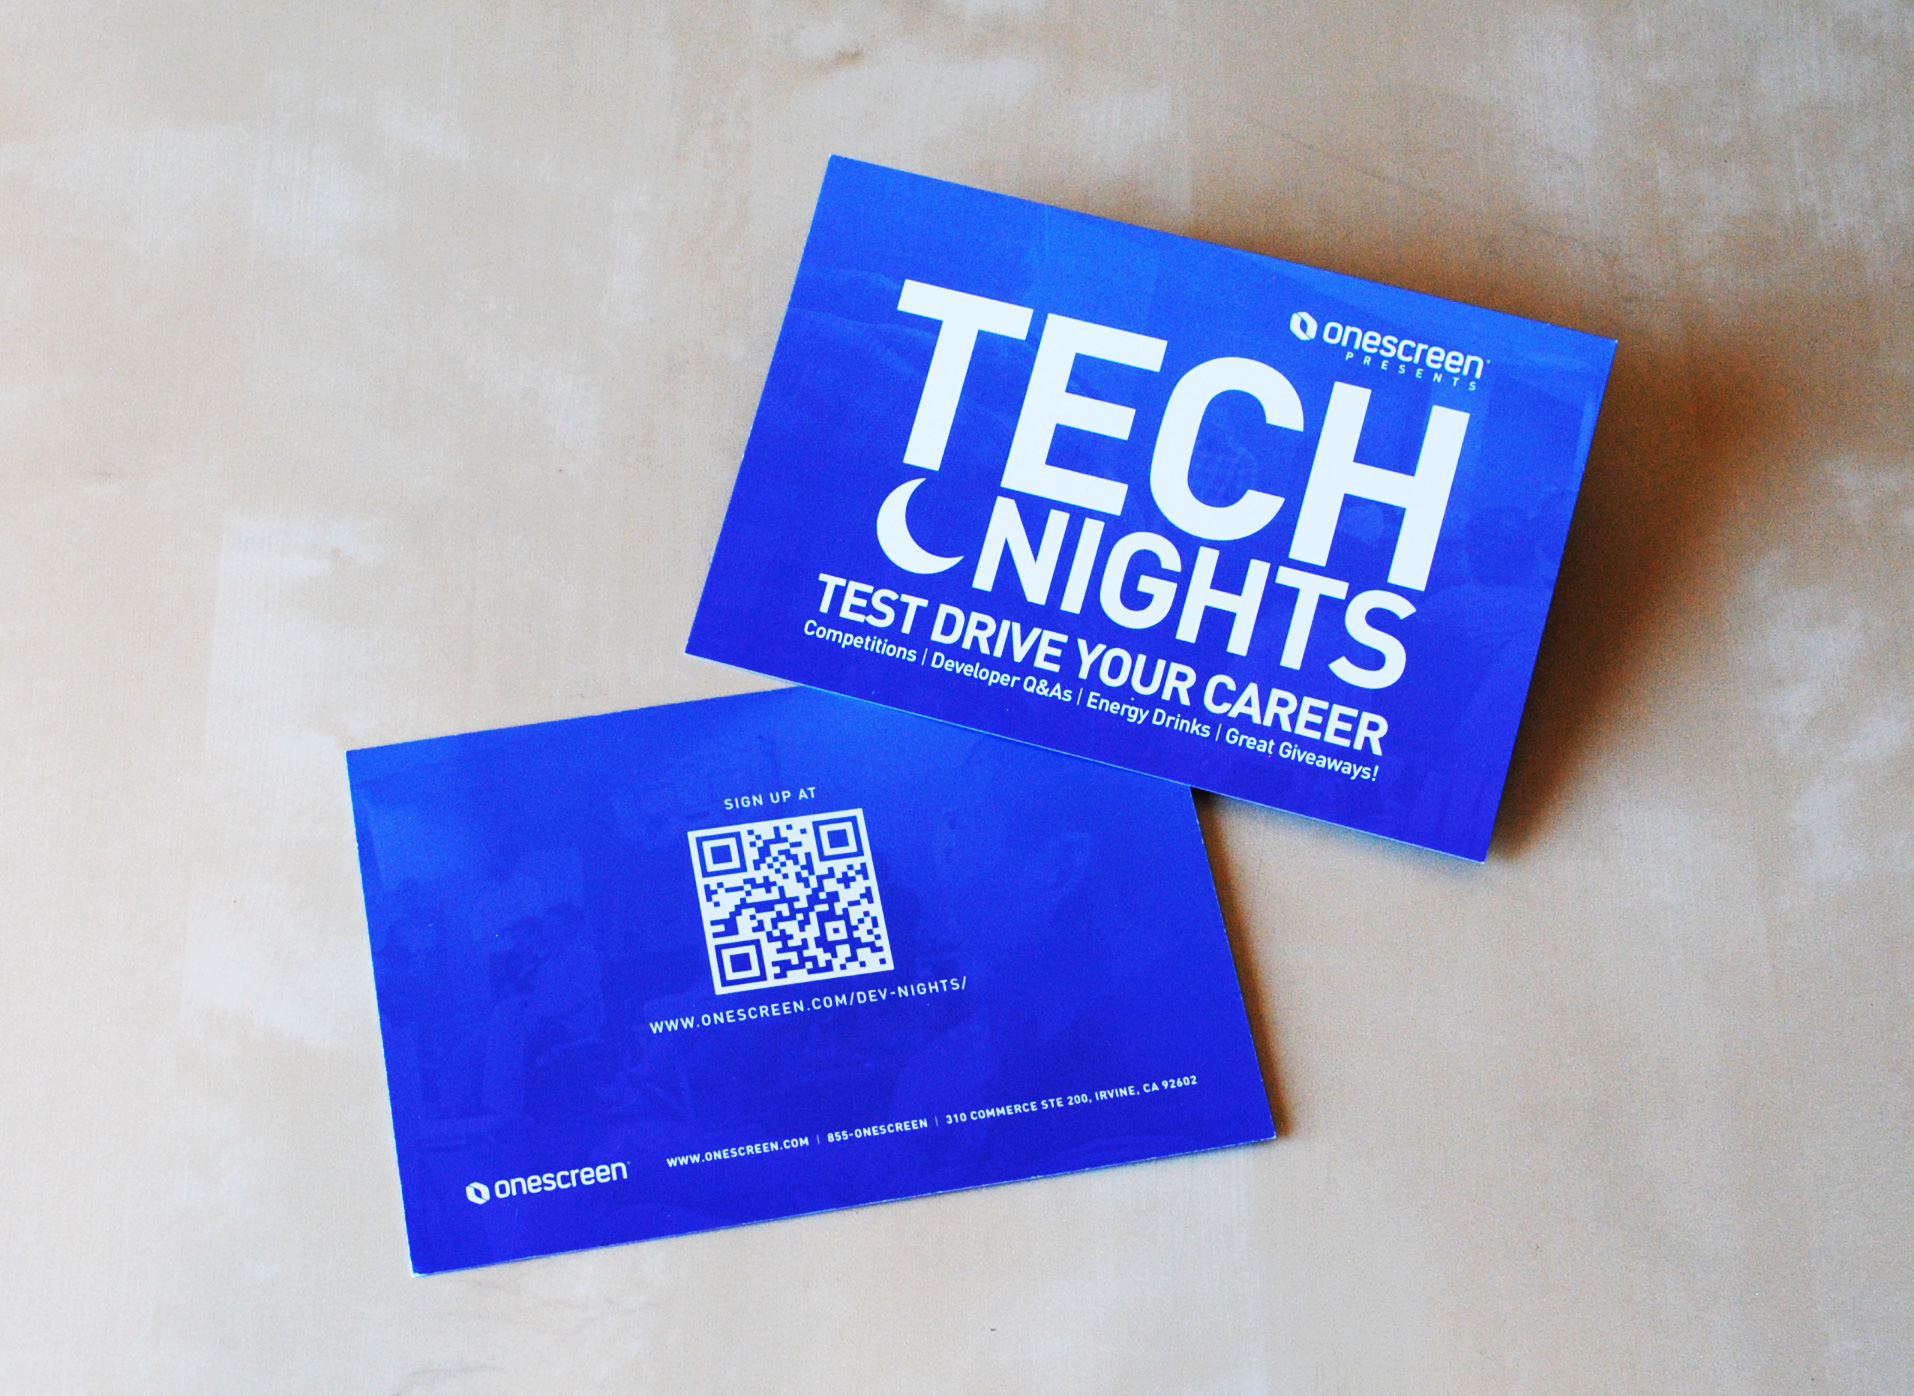 onescreen
PRESENTS
TECH
NIGHTS
TEST DRIVE YOUR CAREER
Competitions | Developer Q&As | Energy Drinks | Great Giveaways!
SIGN UP AT
WWW.ONESCREEN.COM/DEV-NIGHTS/
onescreen
WWW.ONESCREEN.COM | 855-ONESCREEN | 310 COMMERCE STE 200, IRVINE, CA 92602